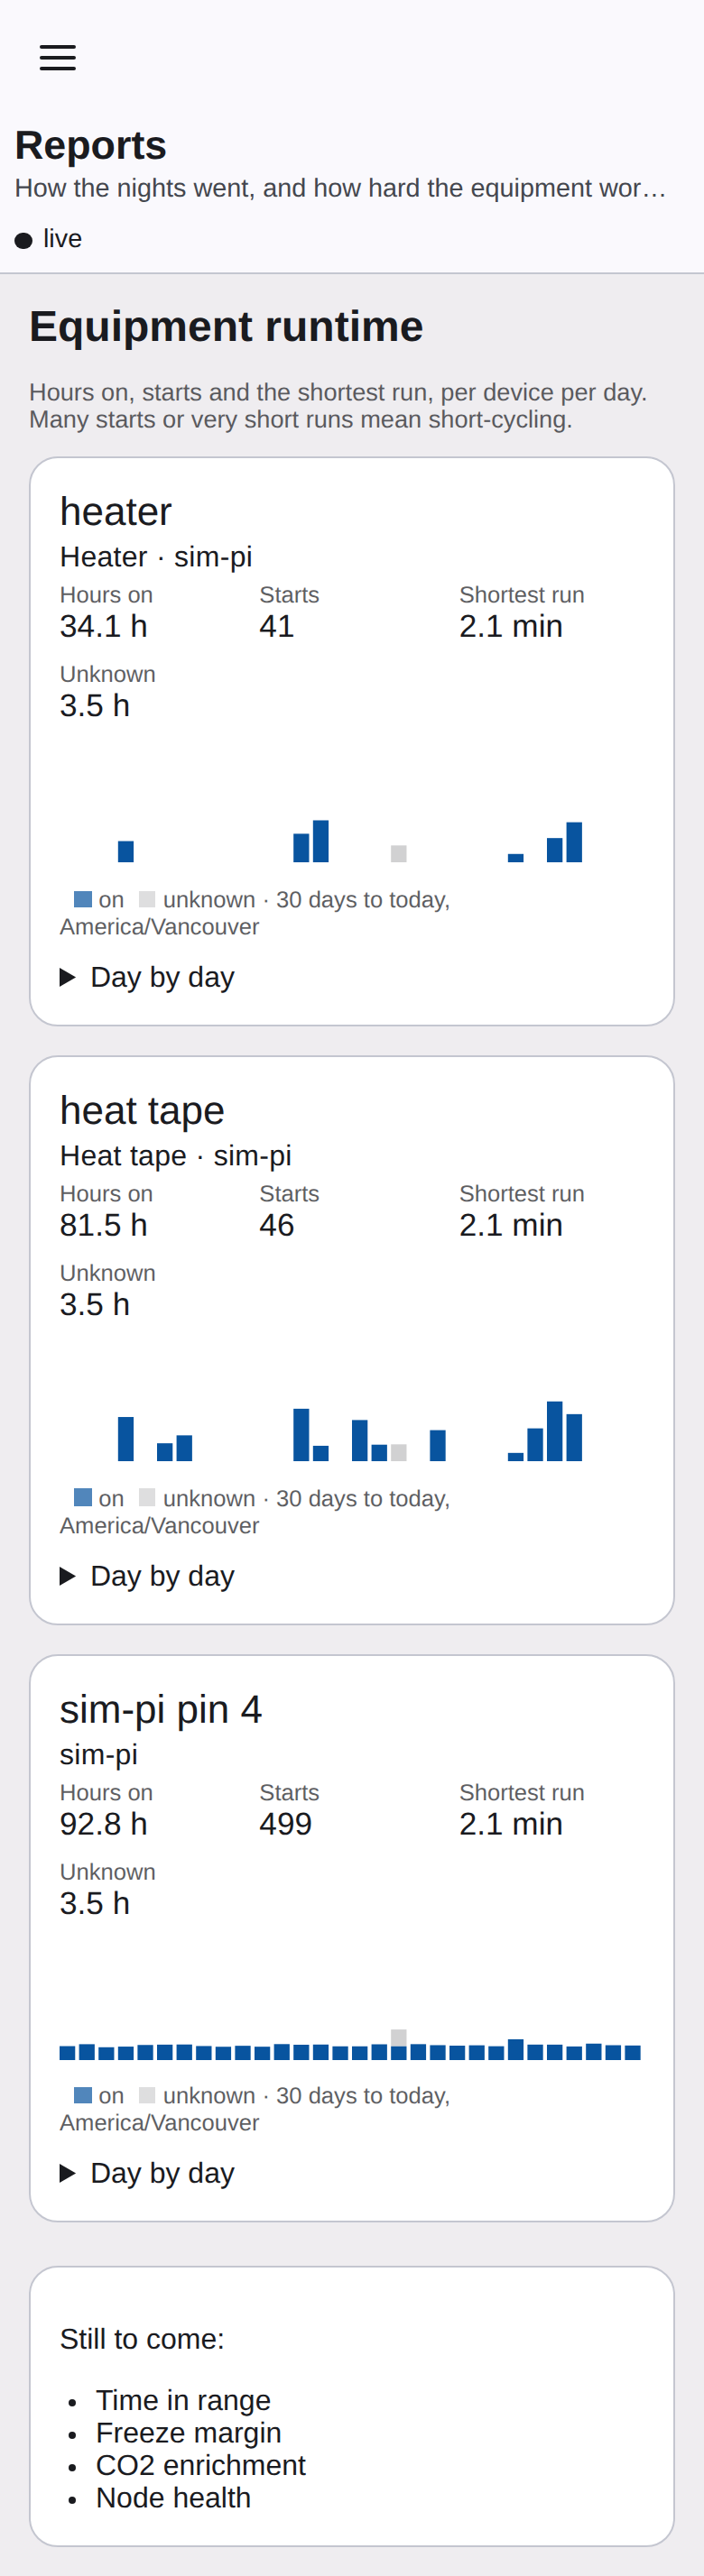 Reports
How the nights went, and how hard the equipment wor…
live
Equipment runtime
Hours on, starts and the shortest run, per device per day.
Many starts or very short runs mean short-cycling.
heater
Heater · sim-pi
Hours on Starts Shortest run
34.1 h 41 2.1 min
Unknown
3.5 h
on unknown · 30 days to today,
America/Vancouver
Day by day
heat tape
Heat tape · sim-pi
Hours on Starts Shortest run
81.5 h 46 2.1 min
Unknown
3.5 h
on unknown · 30 days to today,
America/Vancouver
Day by day
sim-pi pin 4
sim-pi
Hours on Starts Shortest run
92.8 h 499 2.1 min
Unknown
3.5 h
on unknown · 30 days to today,
America/Vancouver
Day by day
Still to come:
• Time in range
• Freeze margin
• CO2 enrichment
• Node health